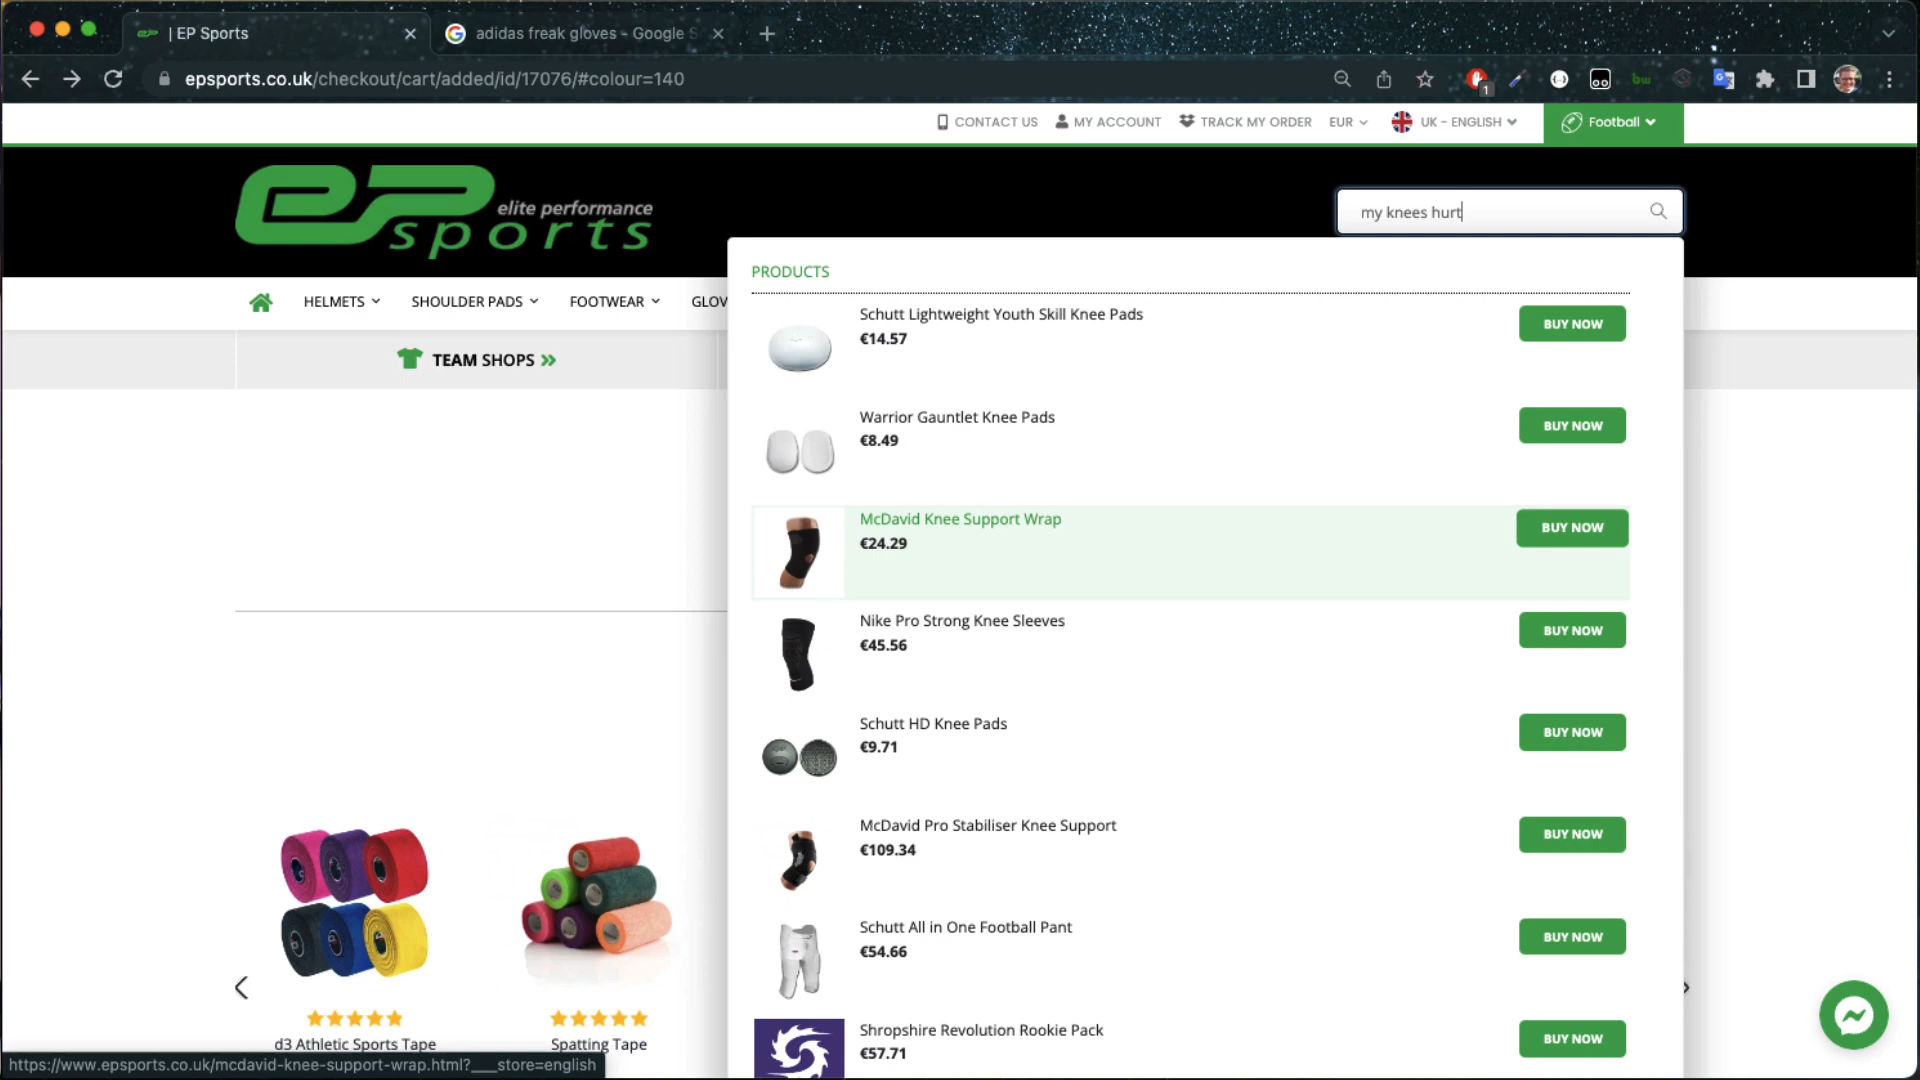 | EP Sports
adidas freak gloves - Google S
epsports.co.uk/checkout/cart/added/id/17076/#colour=140
1
CONTACT US
MY ACCOUNT
TRACK MY ORDER
EUR
UK - ENGLISH
Football
eP sports
elite performance
my knees hurt
HELMETS
SHOULDER PADS
FOOTWEAR
GLOV
TEAM SHOPS
PRODUCTS
Schutt Lightweight Youth Skill Knee Pads
€14.57
BUY NOW
Warrior Gauntlet Knee Pads
€8.49
BUY NOW
McDavid Knee Support Wrap
€24.29
BUY NOW
Nike Pro Strong Knee Sleeves
€45.56
BUY NOW
Schutt HD Knee Pads
€9.71
BUY NOW
McDavid Pro Stabiliser Knee Support
€109.34
BUY NOW
Schutt All in One Football Pant
€54.66
BUY NOW
Shropshire Revolution Rookie Pack
€57.71
BUY NOW
d3 Athletic Sports Tape
Spatting Tape
https://www.epsports.co.uk/mcdavid-knee-support-wrap.html?___store=english